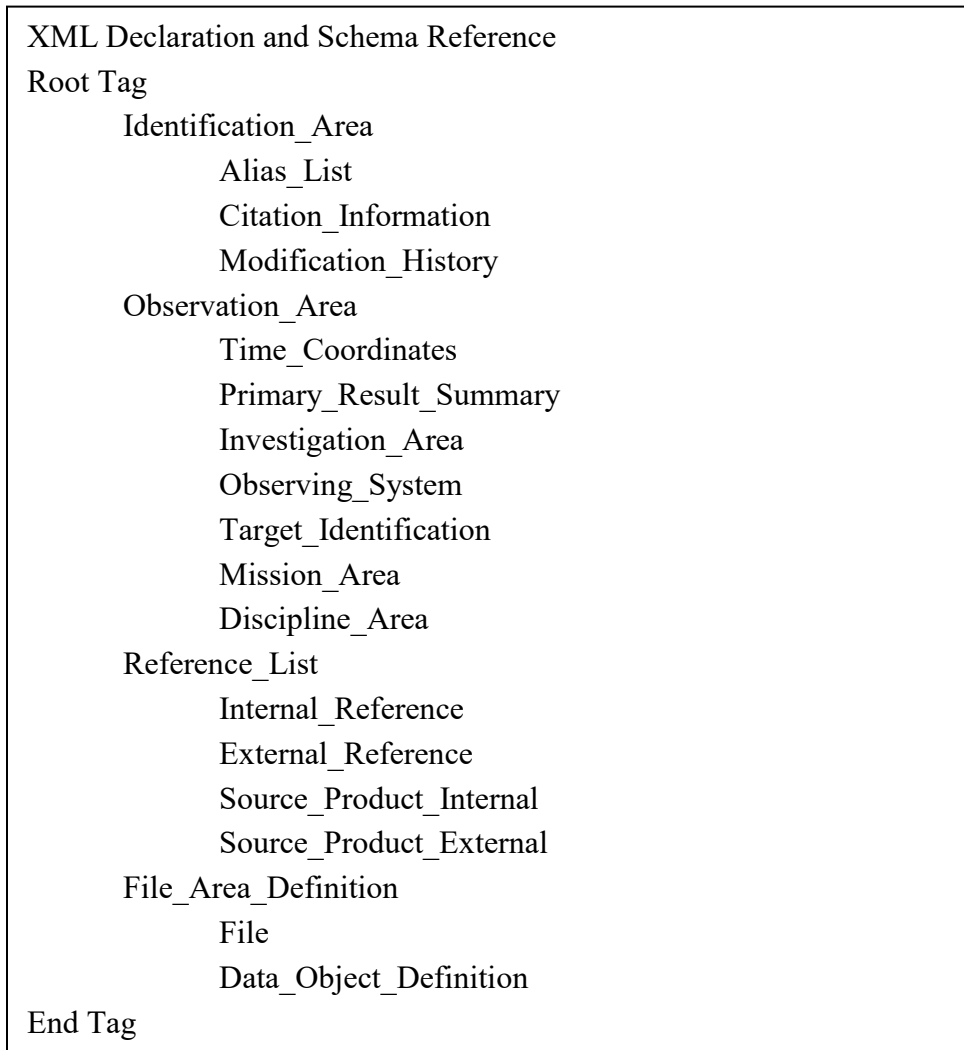 XML Declaration and Schema Reference
Root Tag
Identification_Area
Alias_List
Citation_Information
Modification_History
Observation_Area
Time_Coordinates
Primary_Result_Summary
Investigation_Area
Observing_System
Target_Identification
Mission_Area
Discipline_Area
Reference_List
Internal_Reference
External_Reference
Source_Product_Internal
Source_Product_External
File_Area_Definition
File
Data_Object_Definition
End Tag